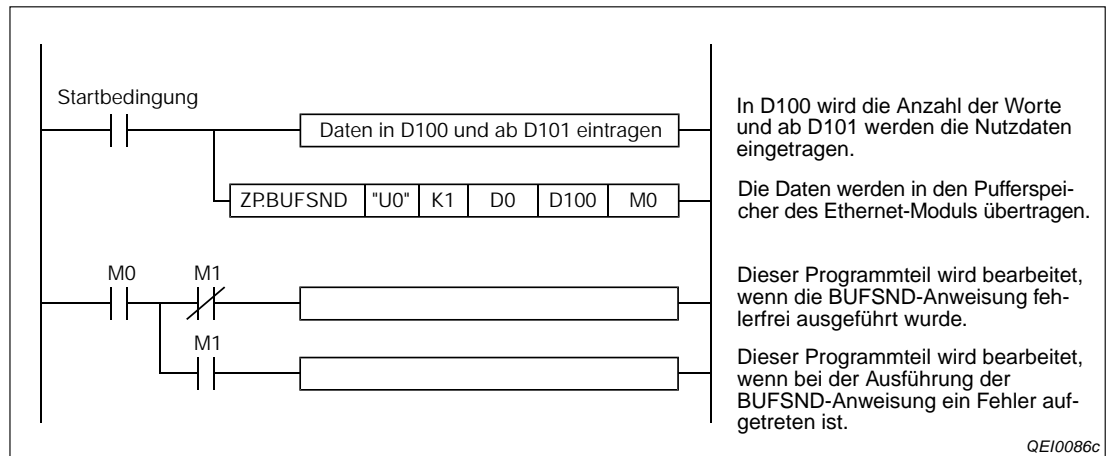 Startbedingung
Daten in D100 und ab D101 eintragen
In D100 wird die Anzahl der Worte
und ab D101 werden die Nutzdaten
eingetragen.
ZP.BUFSND "U0" K1 D0 D100 M0
Die Daten werden in den Pufferspei-
cher des Ethernet-Moduls übertragen.
M0 M1
Dieser Programmteil wird bearbeitet,
wenn die BUFSND-Anweisung feh-
lerfrei ausgeführt wurde.
M1
Dieser Programmteil wird bearbeitet,
wenn bei der Ausführung der
BUFSND-Anweisung ein Fehler auf-
getreten ist.
QEI0086c